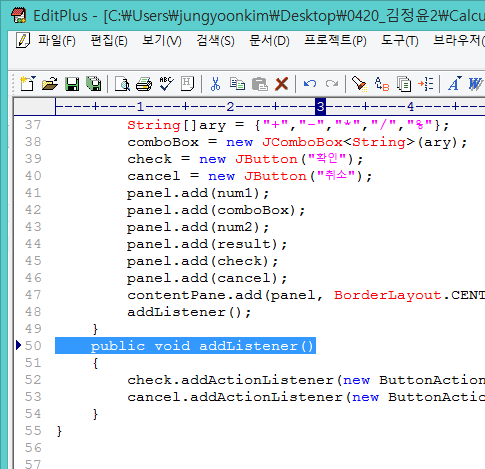 EditPlus - [C:₩Users₩jungyoonkim₩Desktop₩0420_김정윤2₩Calcu
파일(F) 편집(E) 보기(V) 검색(S) 문서(D) 프로젝트(P) 도구(T) 브라우저(
----+----1----+----2----+----3----+----4----+---
37 String[]ary = {"+","-","*","/","%"};
38 comboBox = new JComboBox<String>(ary);
39 check = new JButton("확인");
40 cancel = new JButton("취소");
41 panel.add(num1);
42 panel.add(comboBox);
43 panel.add(num2);
44 panel.add(result);
45 panel.add(check);
46 panel.add(cancel);
47 contentPane.add(panel, BorderLayout.CENT
48 addListener();
49 }
50 public void addListener()
51 {
52 check.addActionListener(new ButtonAction
53 cancel.addActionListener(new ButtonActio
54 }
55 }
56
57